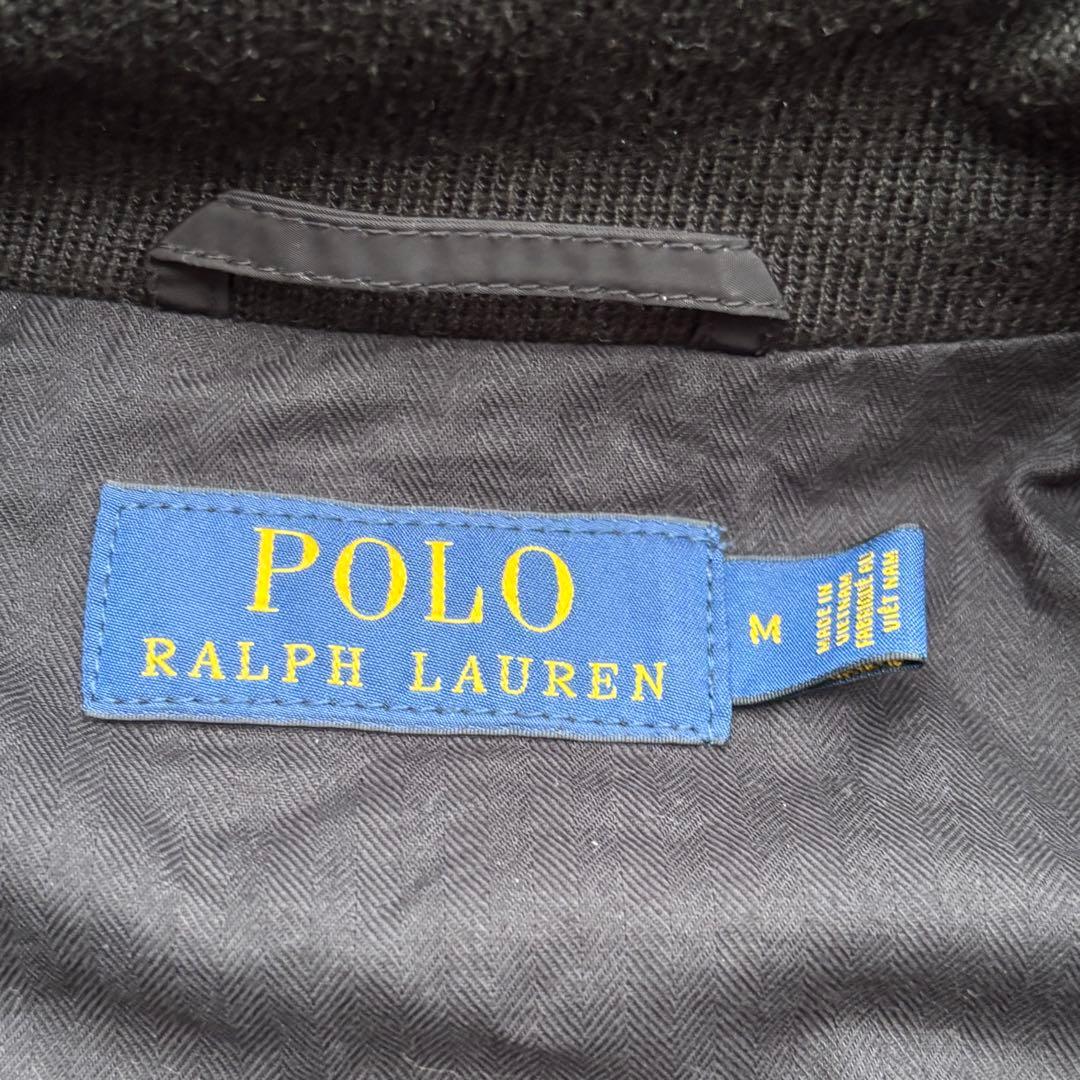 POLO
RALPH LAUREN
M
MADE IN
VIETNAM
FABRIQUÉ AU
VIÊT NAM